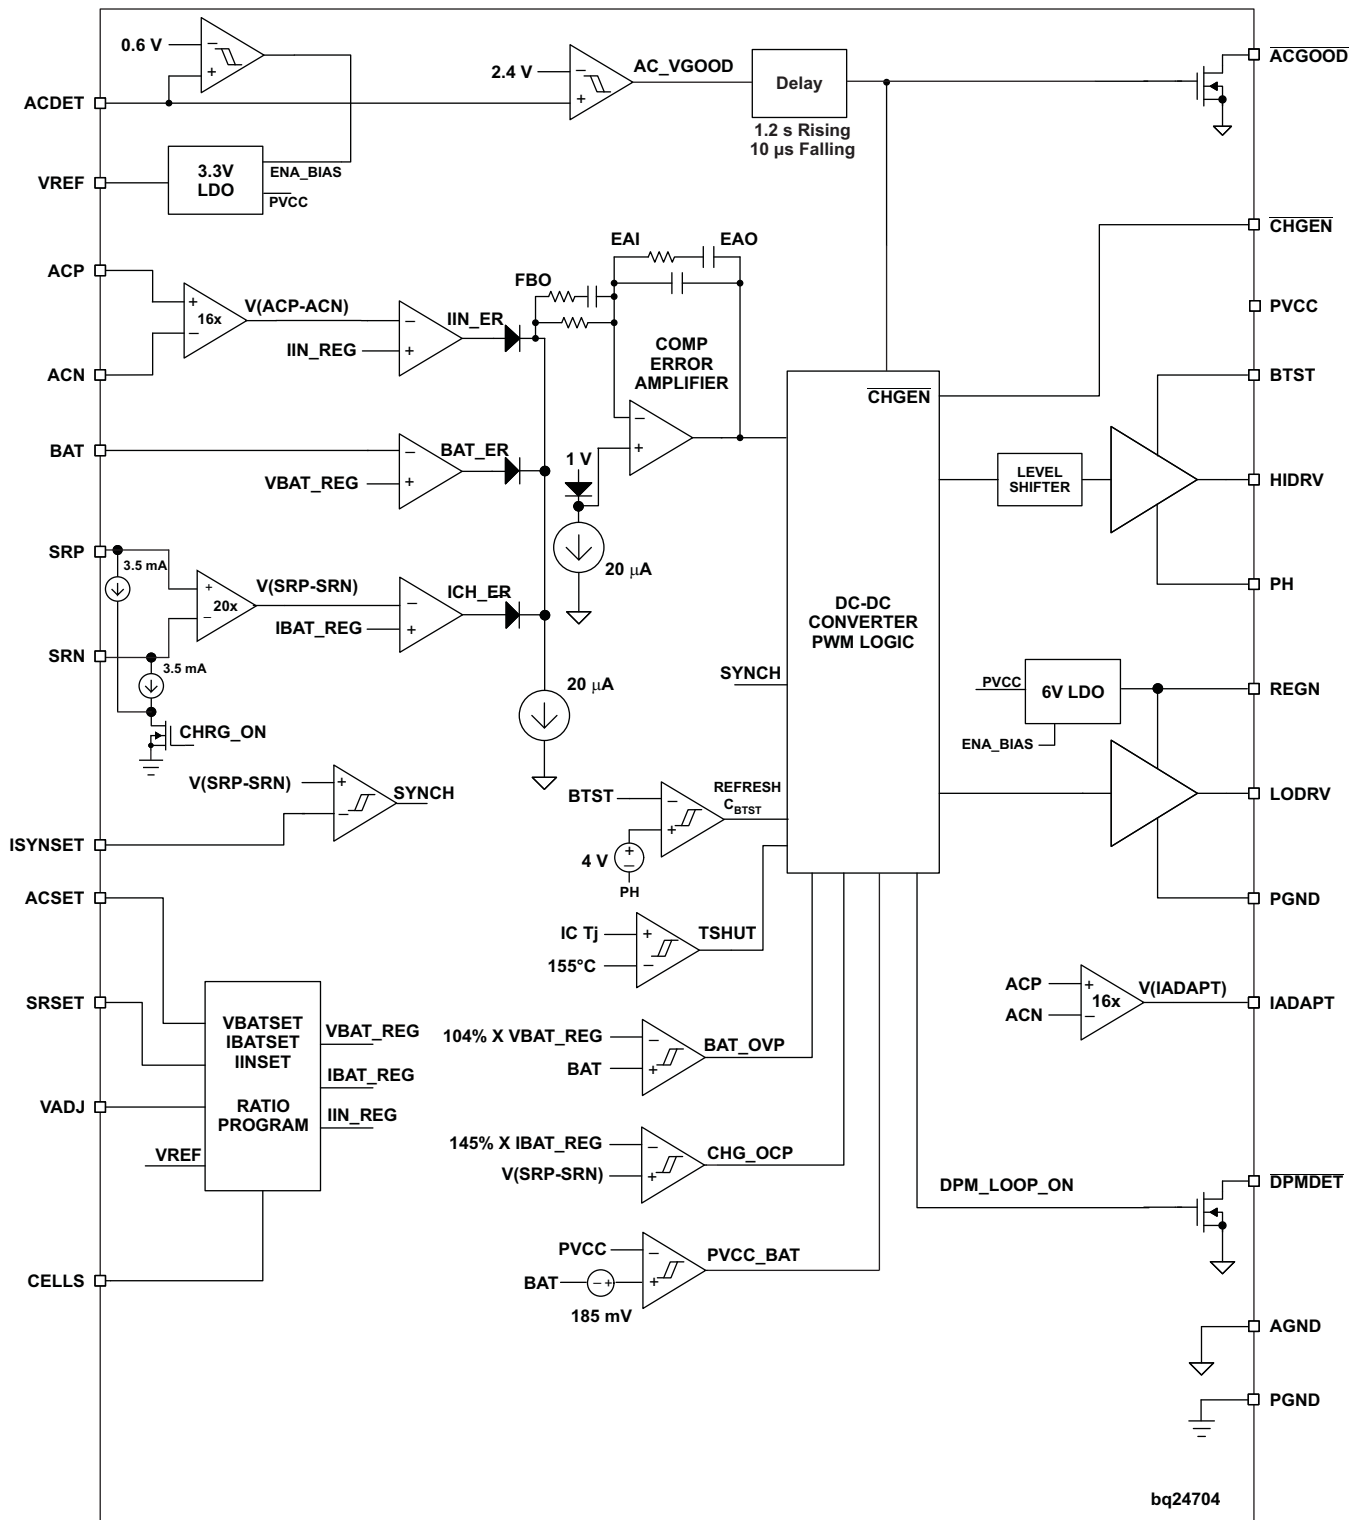 0.6 V
ACDET
2.4 V
AC_VGOOD
Delay
1.2 s Rising
10 µs Falling
ACGOOD
VREF
3.3V
LDO
ENA_BIAS
PVCC
CHGEN
EAI
EAO
FBO
ACP
16x
V(ACP-ACN)
IIN_REG
IIN_ER
ACN
COMP
ERROR
AMPLIFIER
PVCC
BTST
CHGEN
BAT
VBAT_REG
BAT_ER
1 V
20 µA
LEVEL
SHIFTER
HIDRV
PH
SRP
3.5 mA
20x
V(SRP-SRN)
IBAT_REG
ICH_ER
SRN
3.5 mA
20 µA
CHRG_ON
DC-DC
CONVERTER
PWM LOGIC
SYNCH
PVCC
6V LDO
ENA_BIAS
REGN
V(SRP-SRN)
SYNCH
ISYNSET
BTST
4 V
PH
REFRESH
CBTST
LODRV
PGND
ACSET
IC Tj
155°C
TSHUT
SRSET
VBATSET
IBATSET
IINSET
RATIO
PROGRAM
VBAT_REG
IBAT_REG
IIN_REG
VADJ
VREF
CELLS
104% X VBAT_REG
BAT
BAT_OVP
ACP
ACN
16x
V(IADAPT)
IADAPT
145% X IBAT_REG
V(SRP-SRN)
CHG_OCP
DPM_LOOP_ON
DPMDET
PVCC
BAT
185 mV
PVCC_BAT
AGND
PGND
bq24704